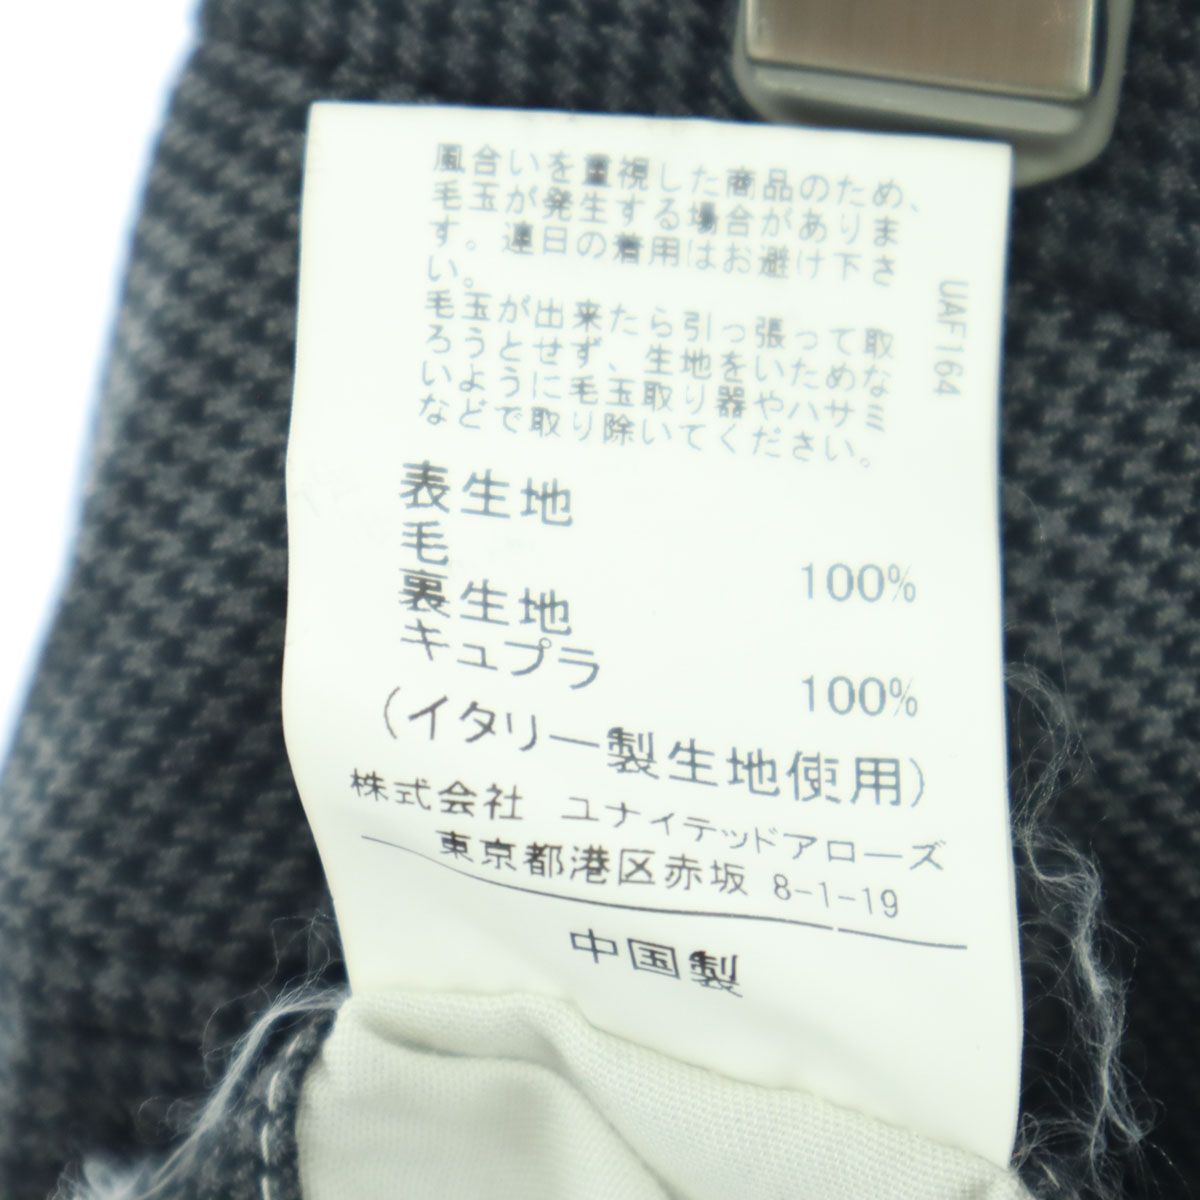 風合いを重視した商品のため、
毛玉が発生する場合がありま
す。連日の着用はお避け下さ
い。
毛玉が出来たら引っ張って取
ろうとせず、生地をいためな
いように毛玉取り器やハサミ
などで取り除いてください。
UAF164
表生地
毛 100%
裏生地
キュプラ 100%
(イタリー製生地使用)
株式会社 ユナイテッドアローズ
東京都港区赤坂 8-1-19
中国製